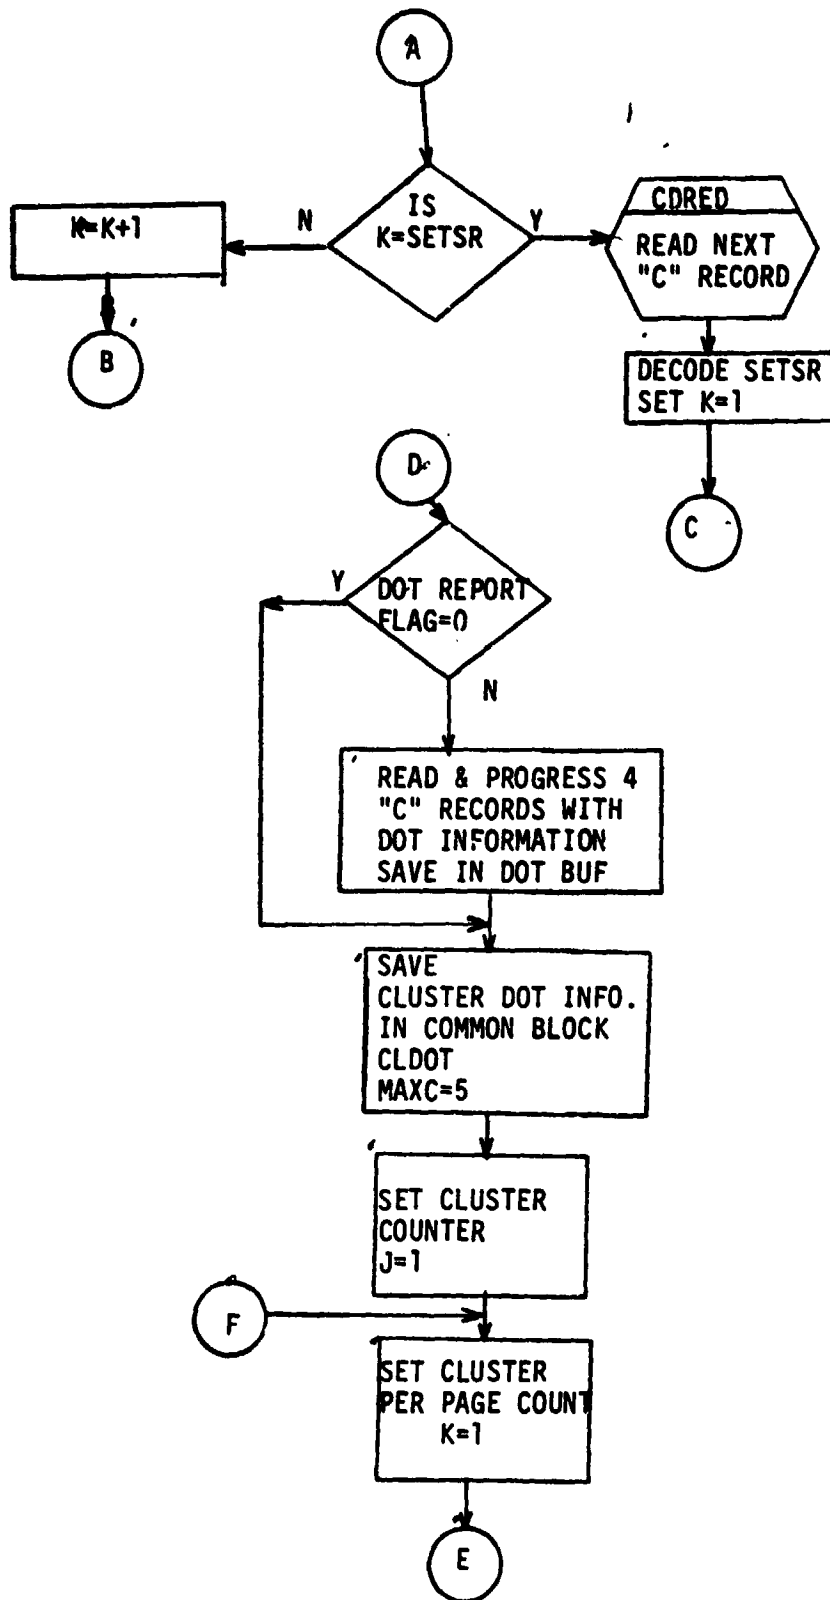 A
IS
K=SETSR
N
Y
K=K+1
B
CDRED
READ NEXT
"C" RECORD
DECODE SETSR
SET K=1
C
D
Y
DOT REPORT
FLAG=0
N
READ & PROGRESS 4
"C" RECORDS WITH
DOT INFORMATION
SAVE IN DOT BUF
SAVE
CLUSTER DOT INFO.
IN COMMON BLOCK
CLDOT
MAXC=5
SET CLUSTER
COUNTER
J=1
F
SET CLUSTER
PER PAGE COUNT
K=1
E